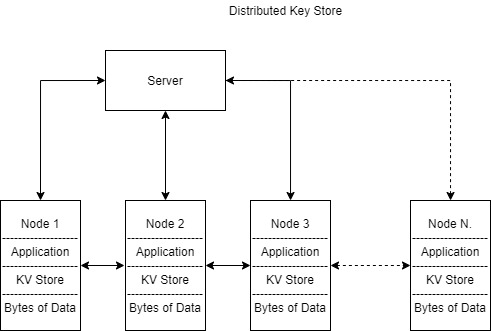 Distributed Key Store
Server
Node 1
Application
KV Store
Bytes of Data
Node 2
Application
KV Store
Bytes of Data
Node 3
Application
KV Store
Bytes of Data
Node N.
Application
KV Store
Bytes of Data